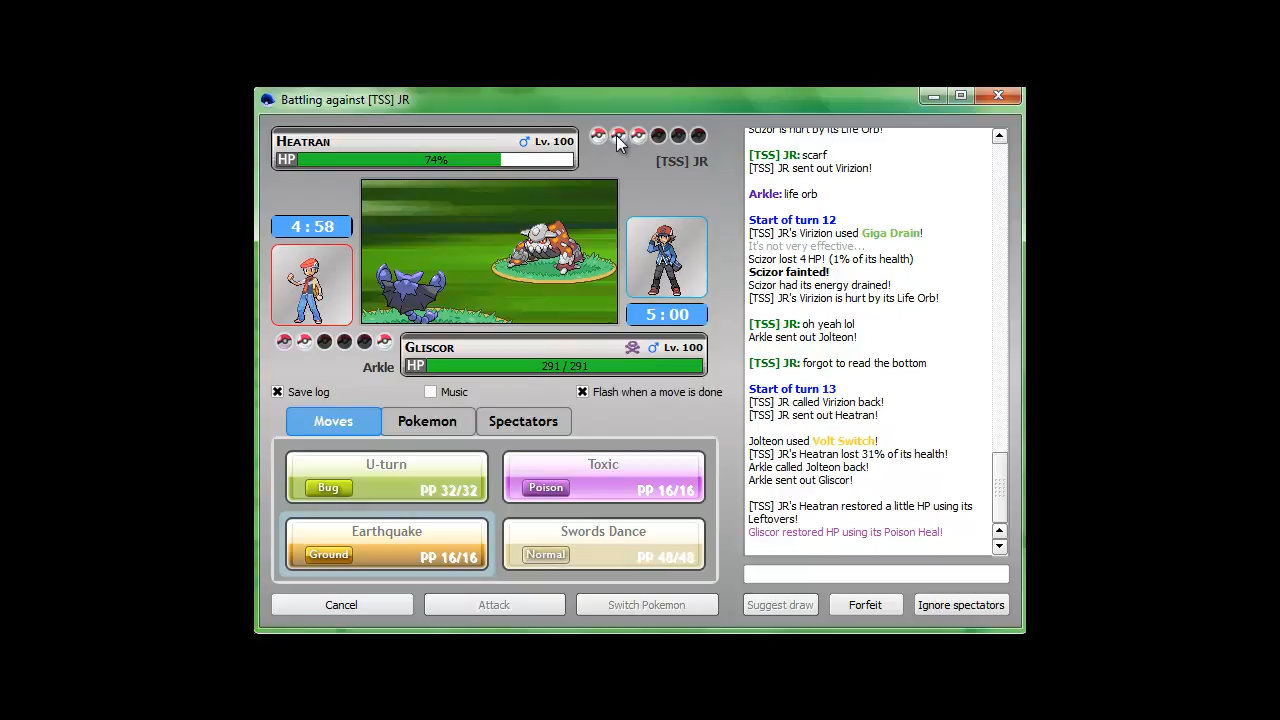 Battling against [TSS] JR
HEATRAN ♂ Lv. 100
HP 74%
[TSS] JR
4 : 58
5 : 00
GLISCOR ♂ Lv. 100
HP 291 / 291
Arkle
Save log
Music
Flash when a move is done
Moves
Pokemon
Spectators
U-turn
Bug PP 32/32
Toxic
Poison PP 16/16
Earthquake
Ground PP 16/16
Swords Dance
Normal PP 48/48
Cancel
Attack
Switch Pokemon
Scizor is hurt by its Life Orb!
[TSS] JR: scarf
[TSS] JR sent out Virizion!
Arkle: life orb
Start of turn 12
[TSS] JR's Virizion used Giga Drain!
It's not very effective...
Scizor lost 4 HP! (1% of its health)
Scizor fainted!
Scizor had its energy drained!
[TSS] JR's Virizion is hurt by its Life Orb!
[TSS] JR: oh yeah lol
Arkle sent out Jolteon!
[TSS] JR: forgot to read the bottom
Start of turn 13
[TSS] JR called Virizion back!
[TSS] JR sent out Heatran!
Jolteon used Volt Switch!
[TSS] JR's Heatran lost 31% of its health!
Arkle called Jolteon back!
Arkle sent out Gliscor!
[TSS] JR's Heatran restored a little HP using its
Leftovers!
Gliscor restored HP using its Poison Heal!
Suggest draw
Forfeit
Ignore spectators